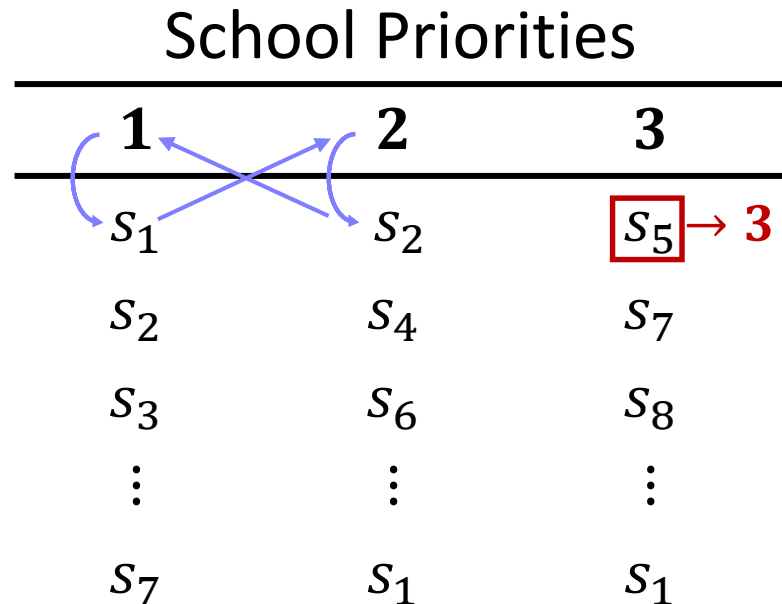 School Priorities
1 2 3
s₁ s₂ s₅ → 3
s₂ s₄ s₇
s₃ s₆ s₈
⋮ ⋮ ⋮
s₇ s₁ s₁